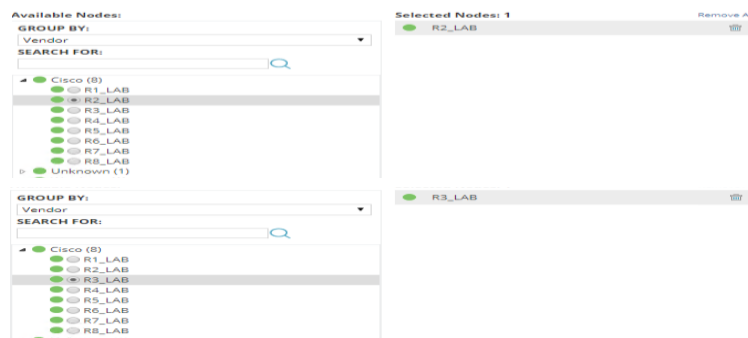 Available Nodes:
Selected Nodes: 1
Remove A
GROUP BY:
R2_LAB
Vendor
SEARCH FOR:
Cisco (8)
R1_LAB
R2_LAB
R3_LAB
R4_LAB
R5_LAB
R6_LAB
R7_LAB
R8_LAB
Unknown (1)
GROUP BY:
R3_LAB
Vendor
SEARCH FOR:
Cisco (8)
R1_LAB
R2_LAB
R3_LAB
R4_LAB
R5_LAB
R6_LAB
R7_LAB
R8_LAB